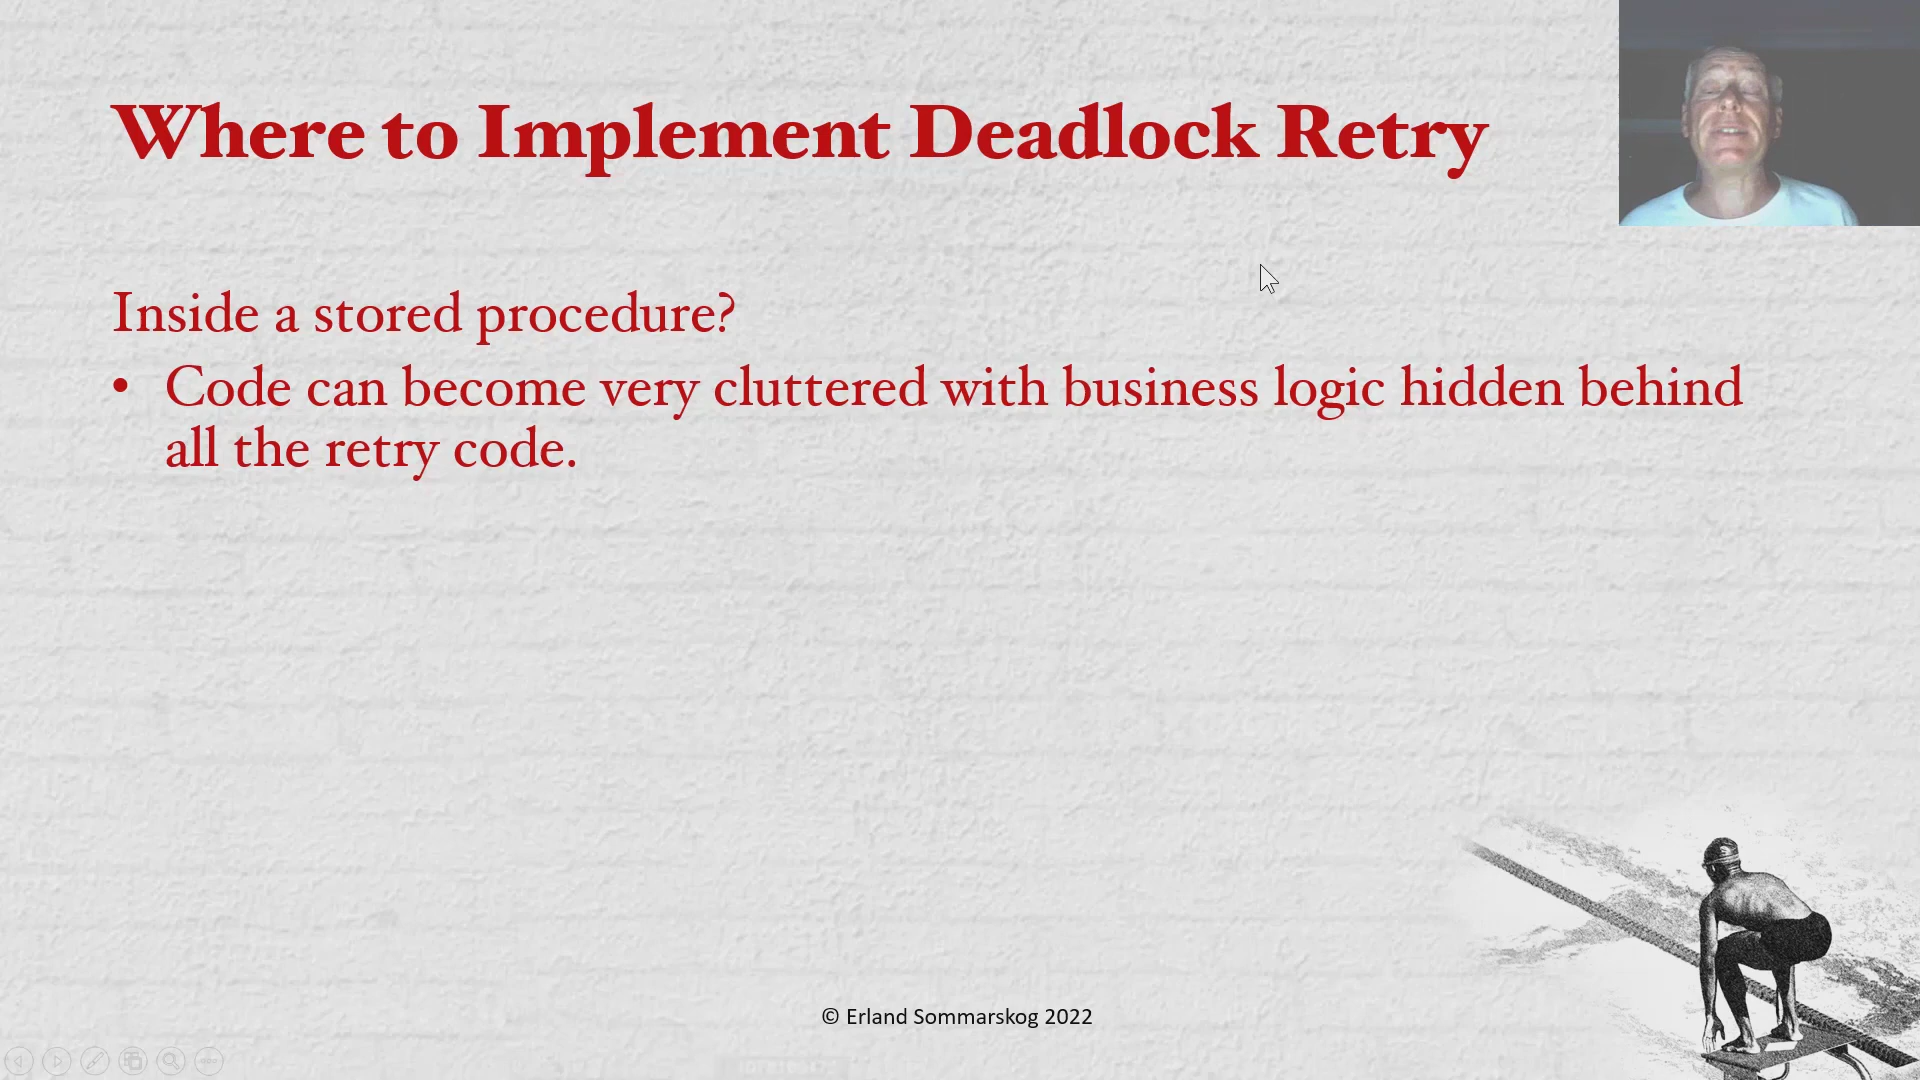 Where to Implement Deadlock Retry
Inside a stored procedure?
• Code can become very cluttered with business logic hidden behind
all the retry code.
© Erland Sommarskog 2022